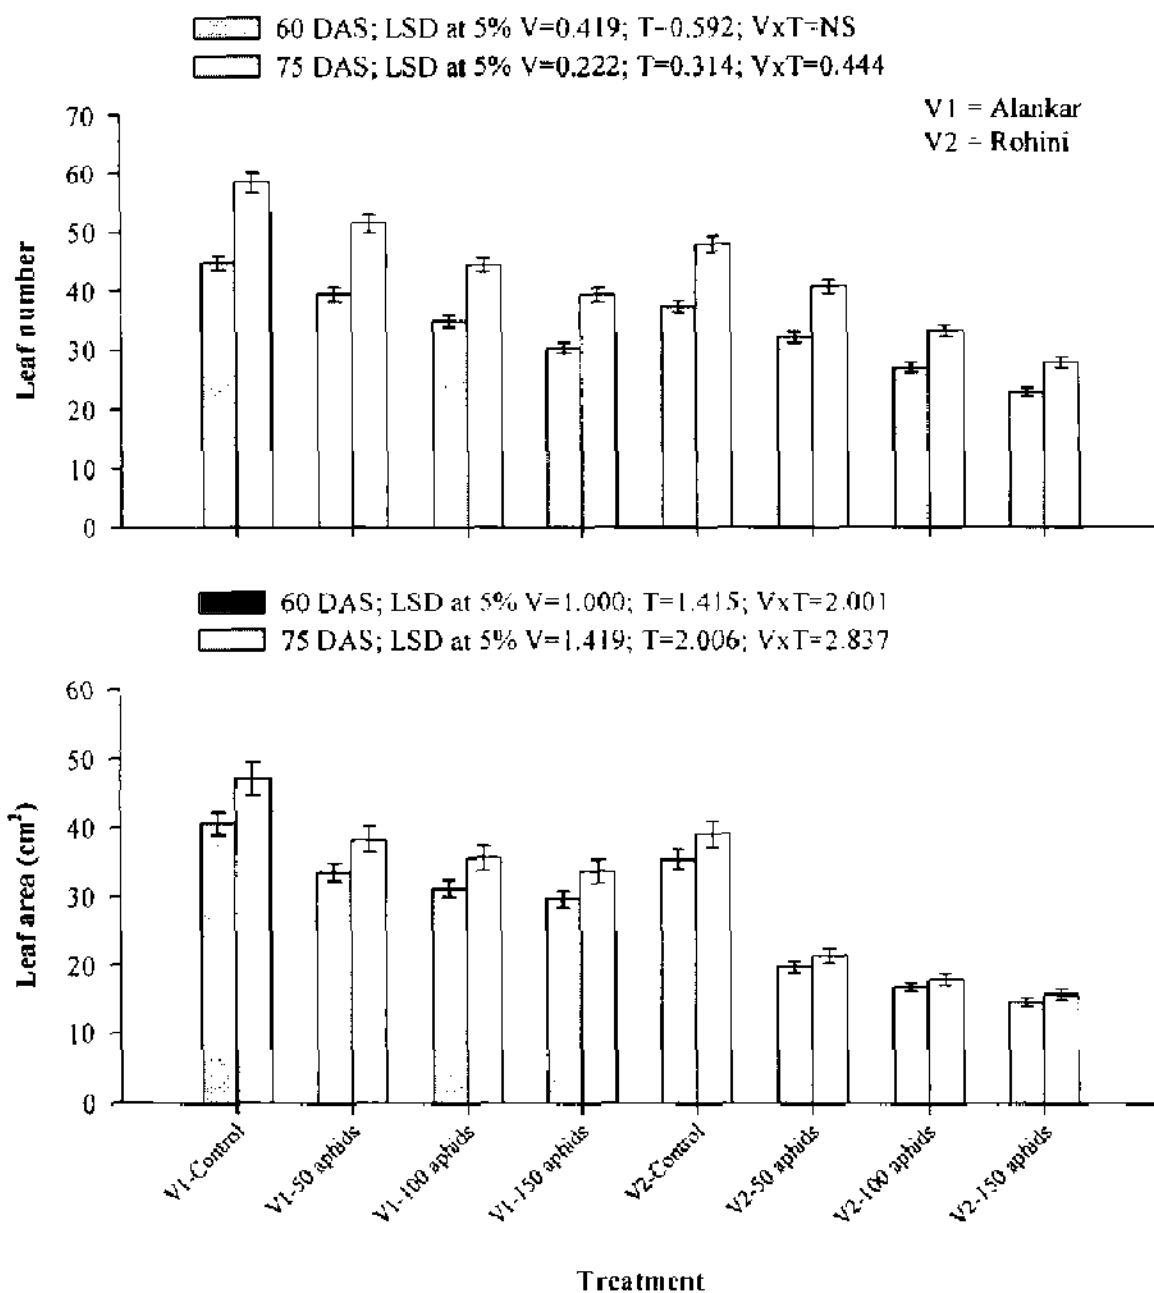 60 DAS; LSD at 5% V=0.419; T=0.592; VxT=NS
75 DAS; LSD at 5% V=0.222; T=0.314; VxT=0.444
V1 = Alankar
V2 = Rohini
70
60
50
40
30
20
10
0
Leaf number
60 DAS; LSD at 5% V=1.000; T=1.415; VxT=2.001
75 DAS; LSD at 5% V=1.419; T=2.006; VxT=2.837
60
50
40
30
20
10
0
Leaf area (cm²)
V1-Control
V1-50 aphids
V1-100 aphids
V1-150 aphids
V2-Control
V2-50 aphids
V2-100 aphids
V2-150 aphids
Treatment